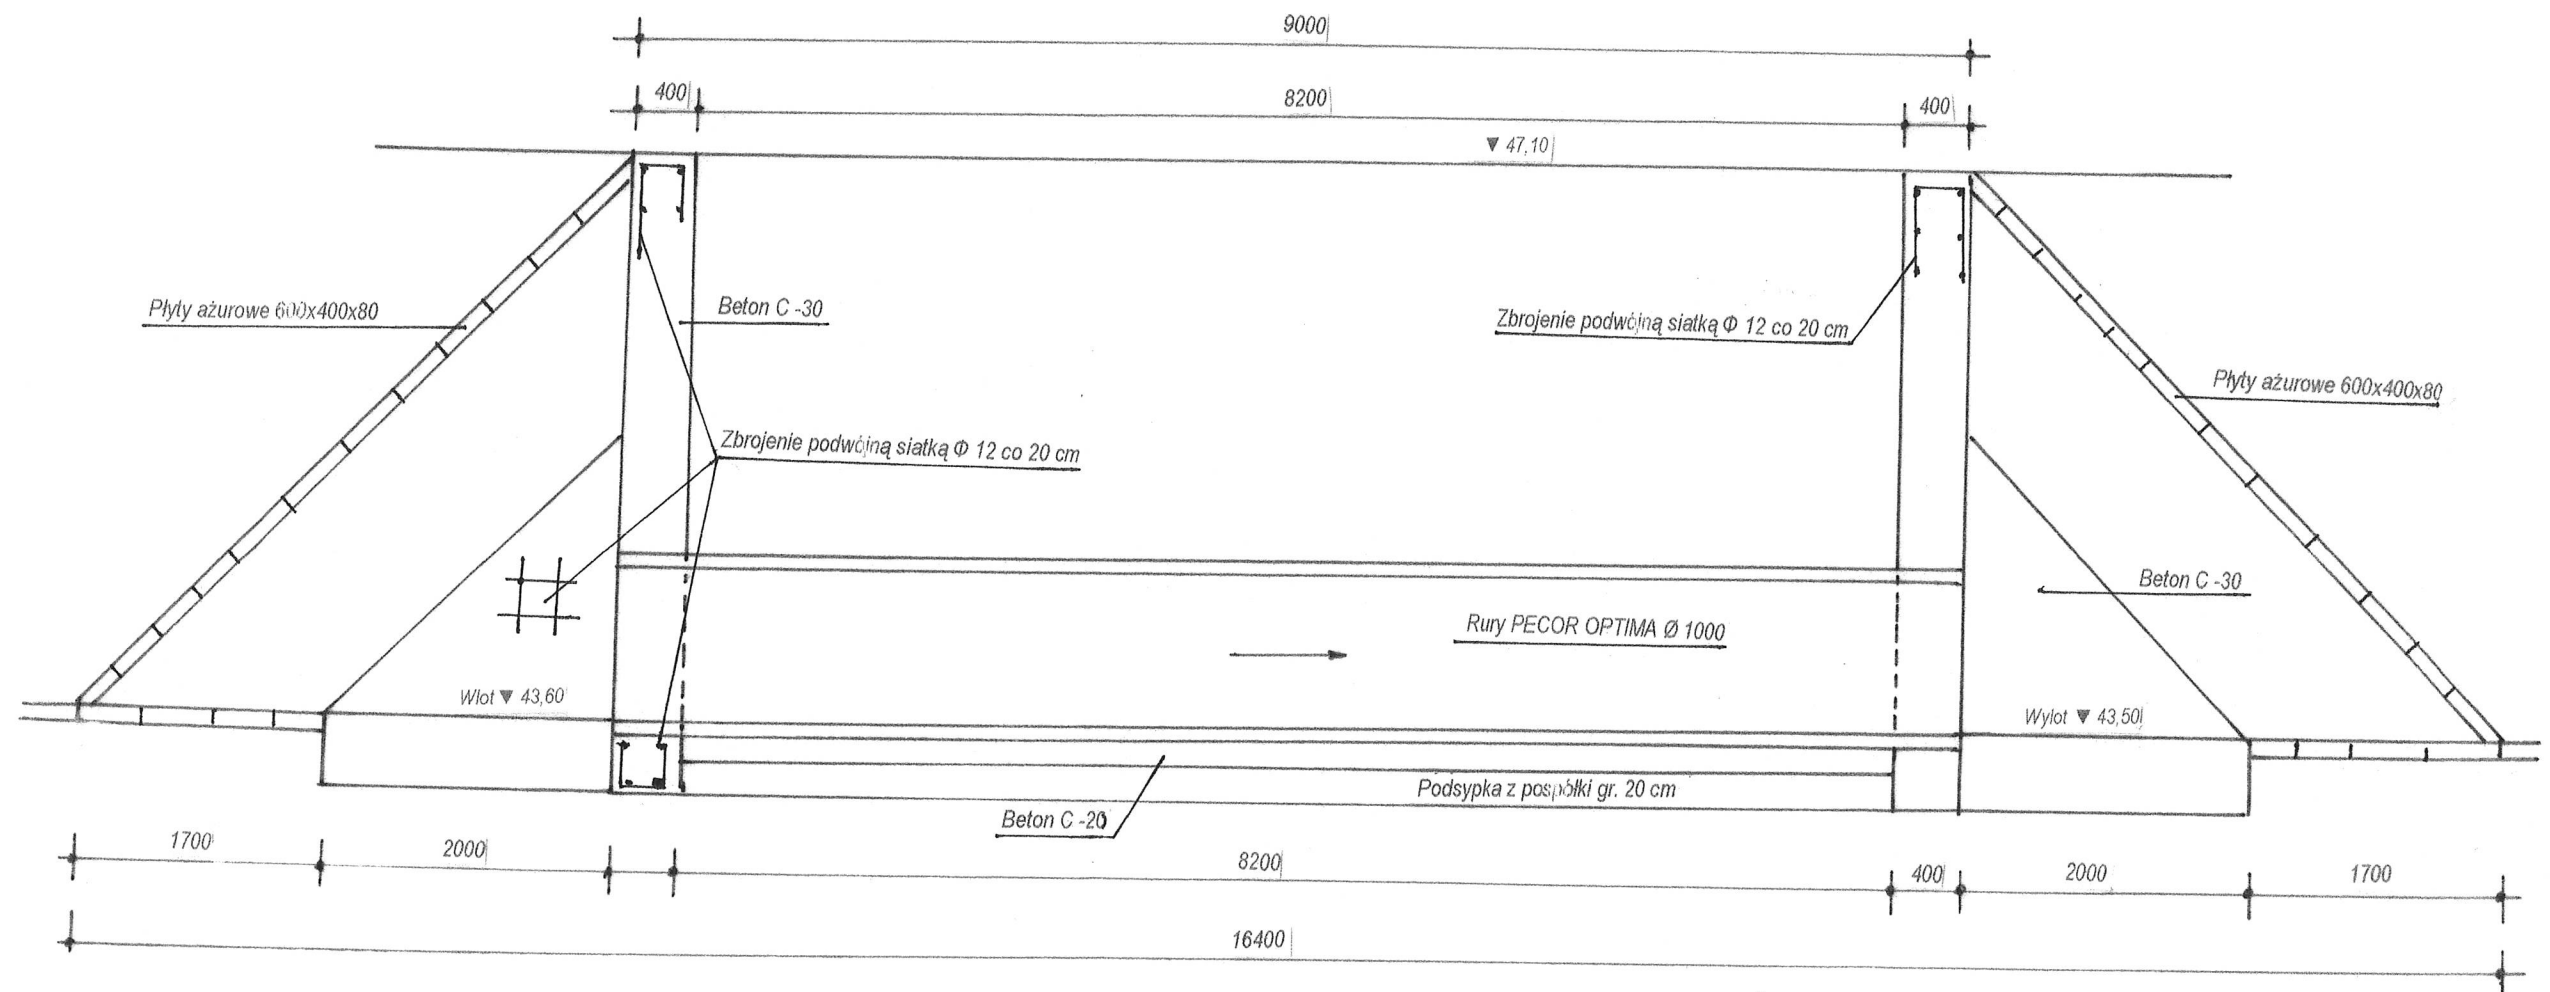 9000
400 8200 400
▼ 47,10
Płyty ażurowe 600x400x80
Beton C -30
Zbrojenie podwójną siatką Φ 12 co 20 cm
Płyty ażurowe 600x400x80
Zbrojenie podwójną siatką Φ 12 co 20 cm
Beton C -30
Rury PECOR OPTIMA Ø 1000
Wlot ▼ 43,60
Wylot ▼ 43,50
Podsypka z pospółki gr. 20 cm
Beton C -20
1700 2000 8200 400 2000 1700
16400